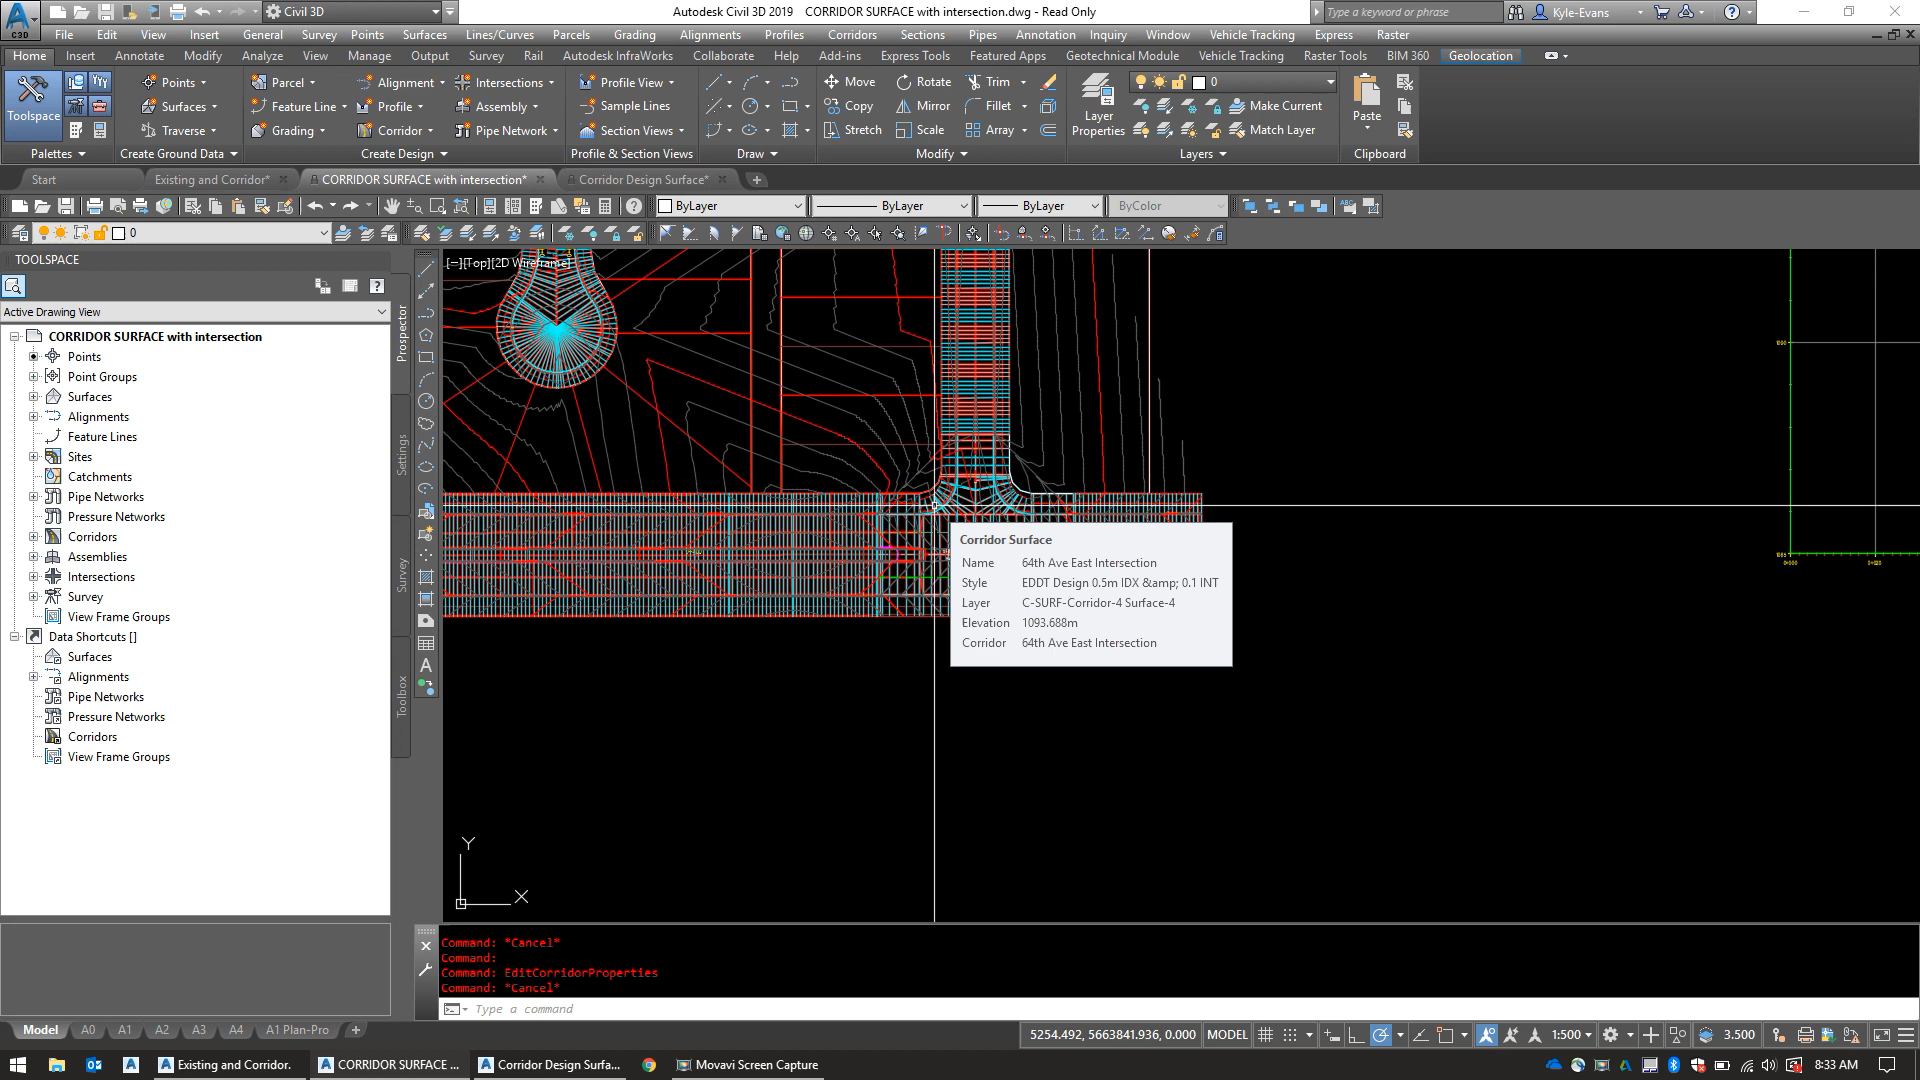 Civil 3D
Autodesk Civil 3D 2019 CORRIDOR SURFACE with intersection.dwg - Read Only
Type a keyword or phrase
Kyle-Evans
C3D
File Edit View Insert General Survey Points Surfaces Lines/Curves Parcels Grading Alignments Profiles Corridors Sections Pipes Annotation Inquiry Window Vehicle Tracking Express Raster
Home Insert Annotate Modify Analyze View Manage Output Survey Rail Autodesk InfraWorks Collaborate Help Add-ins Express Tools Featured Apps Geotechnical Module Vehicle Tracking Raster Tools BIM 360 Geolocation
Points Parcel Alignment Intersections Profile View Move Rotate Trim 0
Toolspace Surfaces Feature Line Profile Assembly Sample Lines Copy Mirror Fillet Layer Properties Make Current Paste
Traverse Grading Corridor Pipe Network Section Views Stretch Scale Array Match Layer
Palettes Create Ground Data Create Design Profile & Section Views Draw Modify Layers Clipboard
Start Existing and Corridor* CORRIDOR SURFACE with intersection* Corridor Design Surface*
ByLayer ByLayer ByLayer ByColor
0
TOOLSPACE
[−][Top][2D Wireframe]
Active Drawing View
Prospector
Settings
Survey
Toolbox
CORRIDOR SURFACE with intersection
Points
Point Groups
Surfaces
Alignments
Feature Lines
Sites
Catchments
Pipe Networks
Pressure Networks
Corridors
Assemblies
Intersections
Survey
View Frame Groups
Data Shortcuts []
Surfaces
Alignments
Pipe Networks
Pressure Networks
Corridors
View Frame Groups
Corridor Surface
Name 64th Ave East Intersection
Style EDDT Design 0.5m IDX &amp; 0.1 INT
Layer C-SURF-Corridor-4 Surface-4
Elevation 1093.688m
Corridor 64th Ave East Intersection
Y
X
Command: *Cancel*
Command:
Command: EditCorridorProperties
Command: *Cancel*
Type a command
Model A0 A1 A2 A3 A4 A1 Plan-Pro
5254.492, 5663841.936, 0.000 MODEL 1:500 3.500
Existing and Corridor. CORRIDOR SURFACE ... Corridor Design Surfa... Movavi Screen Capture 8:33 AM